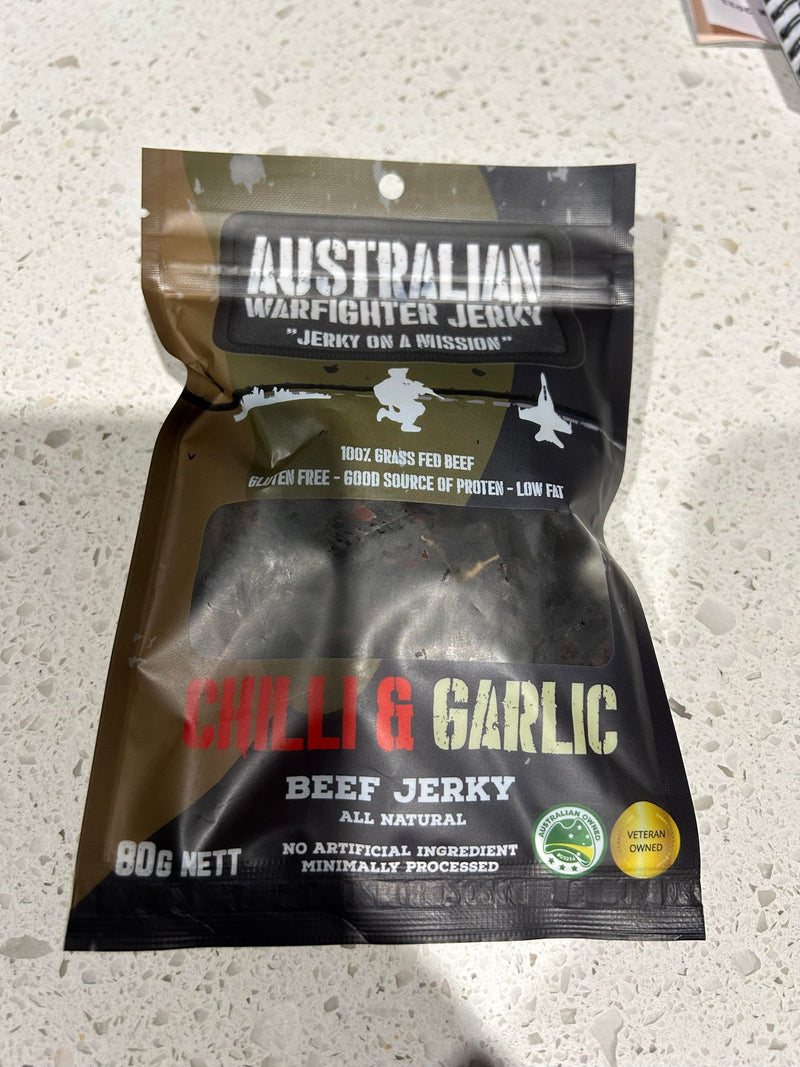 AUSTRALIAN
WARFIGHTER JERKY
"JERKY ON A MISSION"
100% GRASS FED BEEF
GLUTEN FREE - GOOD SOURCE OF PROTEN - LOW FAT
CHILLI & GARLIC
BEEF JERKY
ALL NATURAL
NO ARTIFICIAL INGREDIENT
MINIMALLY PROCESSED
80G NETT
AUSTRALIAN OWNED
VETERAN
OWNED